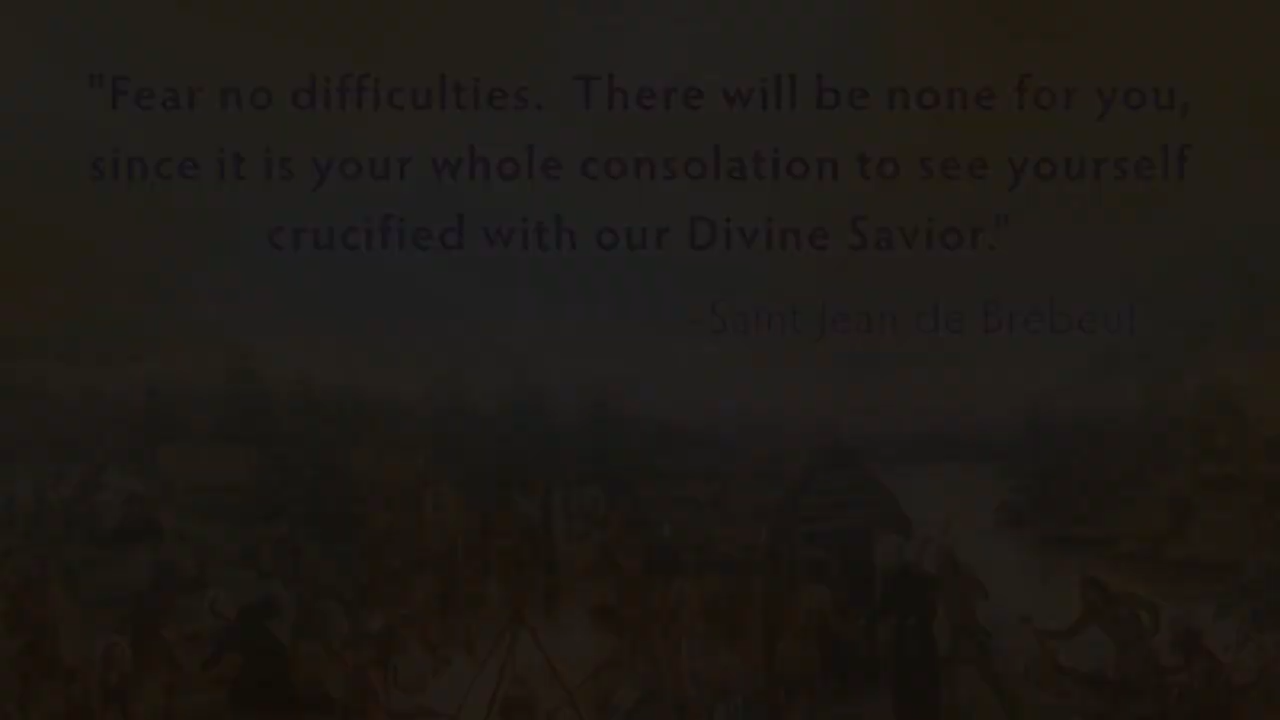 "Fear no difficulties. There will be none for you,
since it is your whole consolation to see yourself
crucified with our Divine Savior."
-Saint Jean de Brébeuf